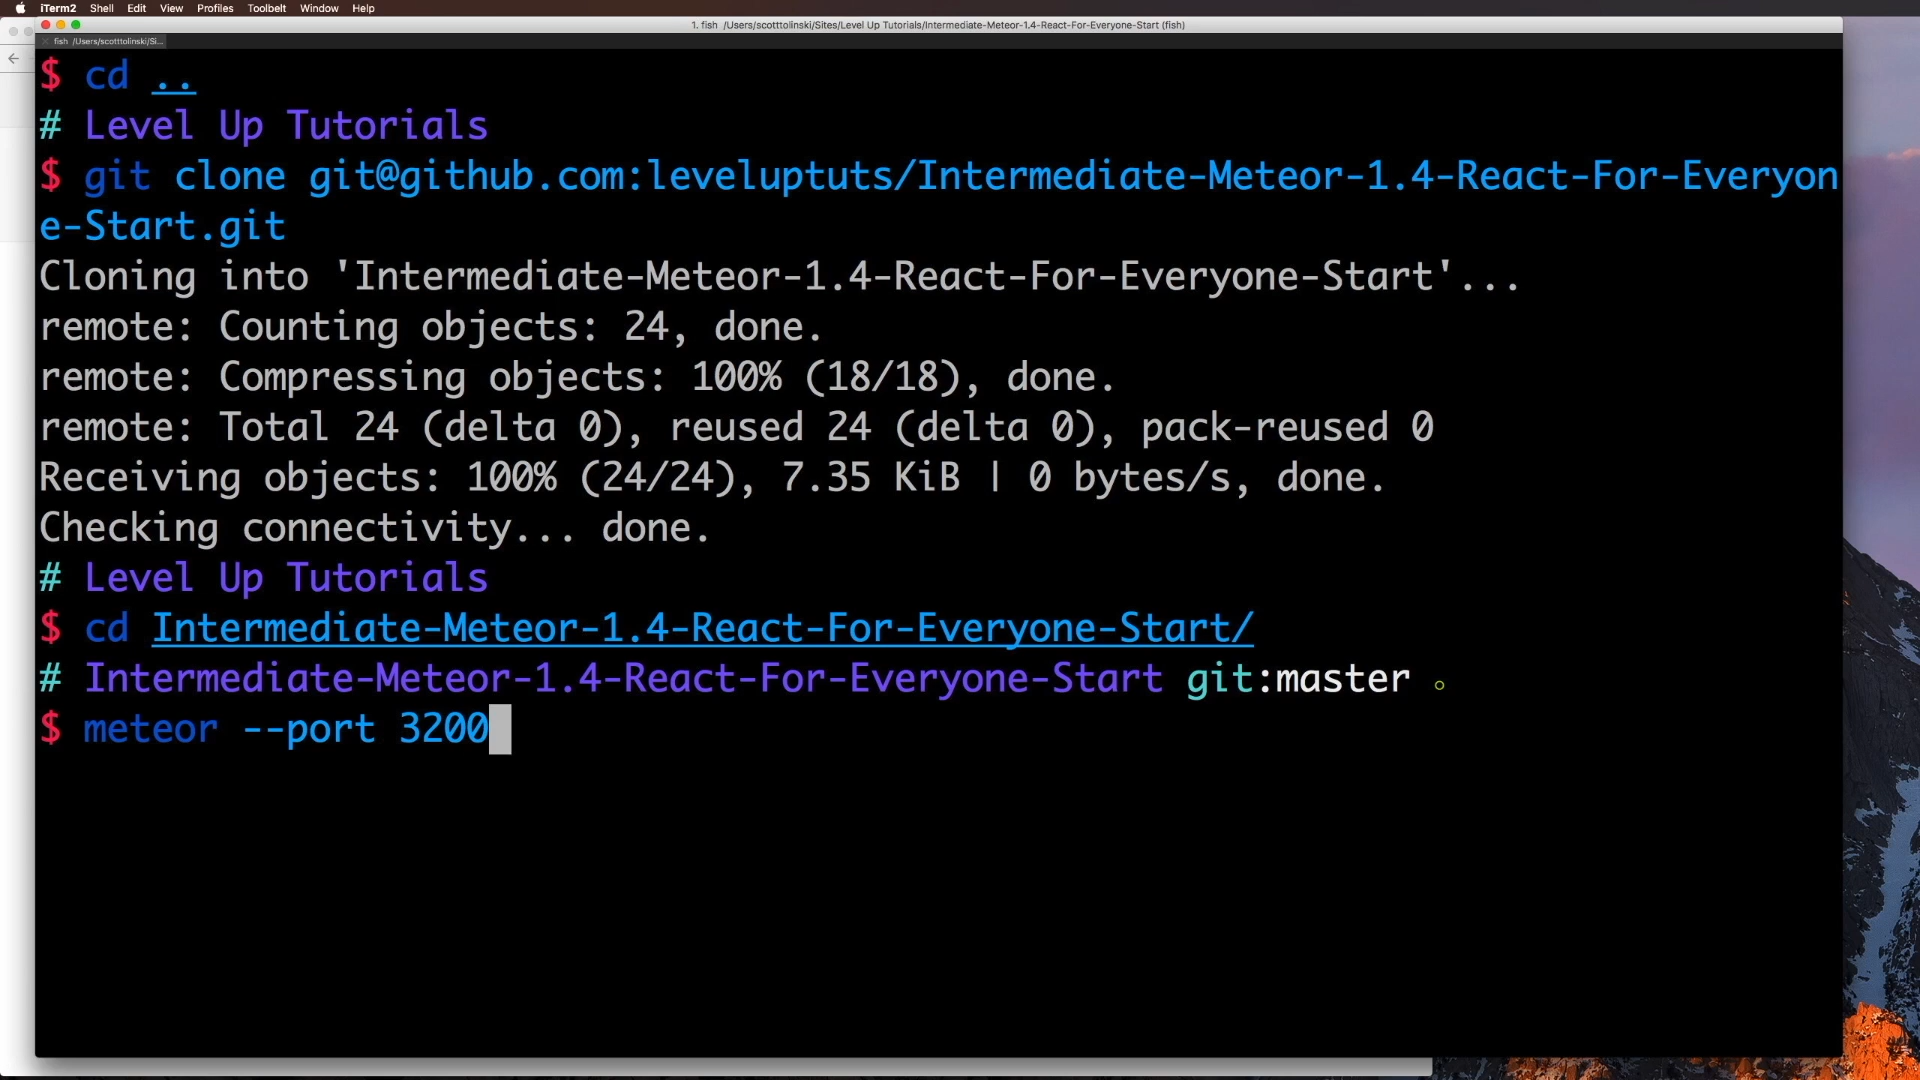 iTerm2 Shell Edit View Profiles Toolbelt Window Help
1. fish /Users/scotttolinski/Sites/Level Up Tutorials/Intermediate-Meteor-1.4-React-For-Everyone-Start (fish)
fish /Users/scotttolinski/Si...
$ cd ..
# Level Up Tutorials
$ git clone git@github.com:leveluptuts/Intermediate-Meteor-1.4-React-For-Everyon
e-Start.git
Cloning into 'Intermediate-Meteor-1.4-React-For-Everyone-Start'...
remote: Counting objects: 24, done.
remote: Compressing objects: 100% (18/18), done.
remote: Total 24 (delta 0), reused 24 (delta 0), pack-reused 0
Receiving objects: 100% (24/24), 7.35 KiB | 0 bytes/s, done.
Checking connectivity... done.
# Level Up Tutorials
$ cd Intermediate-Meteor-1.4-React-For-Everyone-Start/
# Intermediate-Meteor-1.4-React-For-Everyone-Start git:master ◦
$ meteor --port 3200